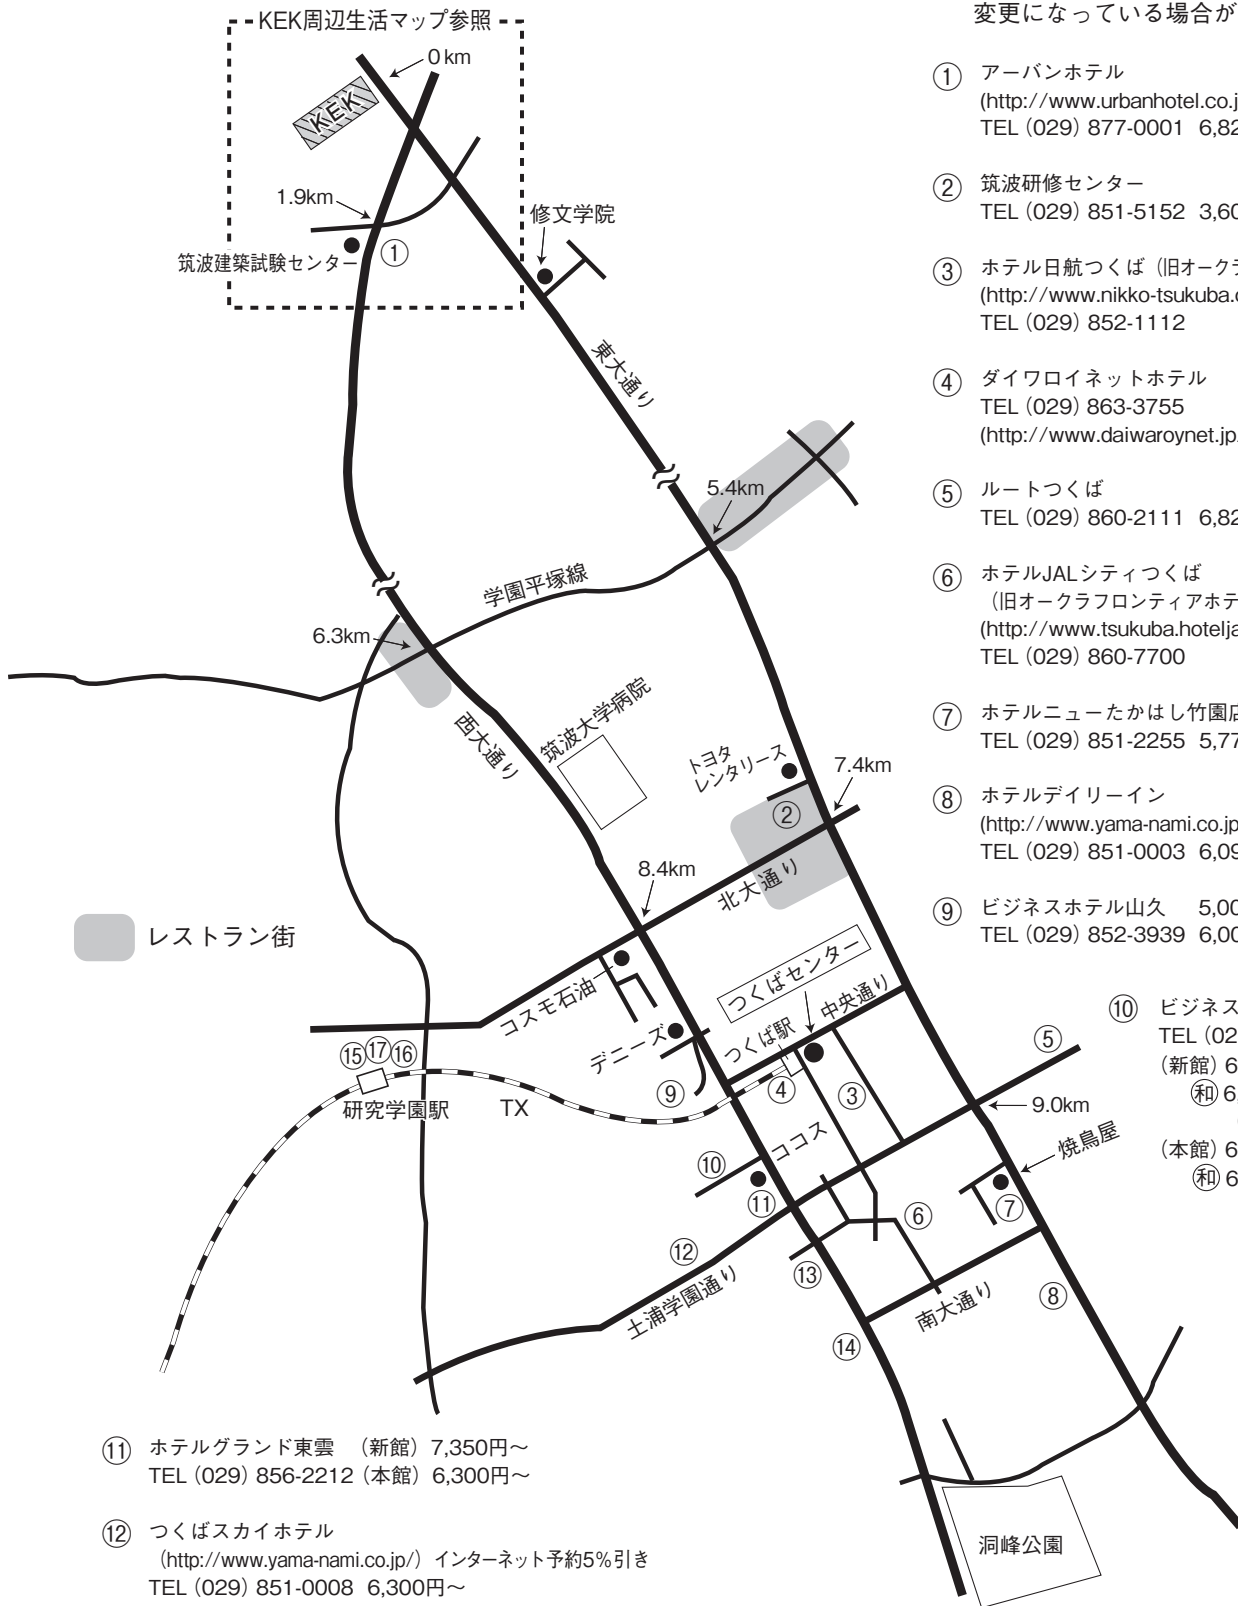 変更になっている場合が
KEK周辺生活マップ参照
0 km
KEK
1.9km
修文学院
筑波建築試験センター
①
東大通り
5.4km
学園平塚線
6.3km
西大通り
筑波大学病院
トヨタ
レンタリース
7.4km
②
8.4km
北大通り
レストラン街
つくばセンター
コスモ石油
中央通り
つくば駅
デニーズ
⑤
⑮⑰⑯
④
③
⑨
研究学園駅
TX
9.0km
ココス
焼鳥屋
⑩
⑪
⑦
⑥
⑫
⑬
土浦学園通り
⑧
南大通り
⑭
洞峰公園
① アーバンホテル
(http://www.urbanhotel.co.j
TEL (029) 877-0001 6,82
② 筑波研修センター
TEL (029) 851-5152 3,60
③ ホテル日航つくば (旧オークラ
(http://www.nikko-tsukuba.c
TEL (029) 852-1112
④ ダイワロイネットホテル
TEL (029) 863-3755
(http://www.daiwaroynet.jp
⑤ ルートつくば
TEL (029) 860-2111 6,82
⑥ ホテルJALシティつくば
(旧オークラフロンティアホテ
(http://www.tsukuba.hotelja
TEL (029) 860-7700
⑦ ホテルニューたかはし竹園店
TEL (029) 851-2255 5,77
⑧ ホテルデイリーイン
(http://www.yama-nami.co.jp
TEL (029) 851-0003 6,09
⑨ ビジネスホテル山久 5,00
TEL (029) 852-3939 6,00
⑩ ビジネス
TEL (02
(新館) 6
㊗和 6,
(本館) 6
和 6
⑪ ホテルグランド東雲 (新館) 7,350円〜
TEL (029) 856-2212 (本館) 6,300円〜
⑫ つくばスカイホテル
(http://www.yama-nami.co.jp/) インターネット予約5%引き
TEL (029) 851-0008 6,300円〜